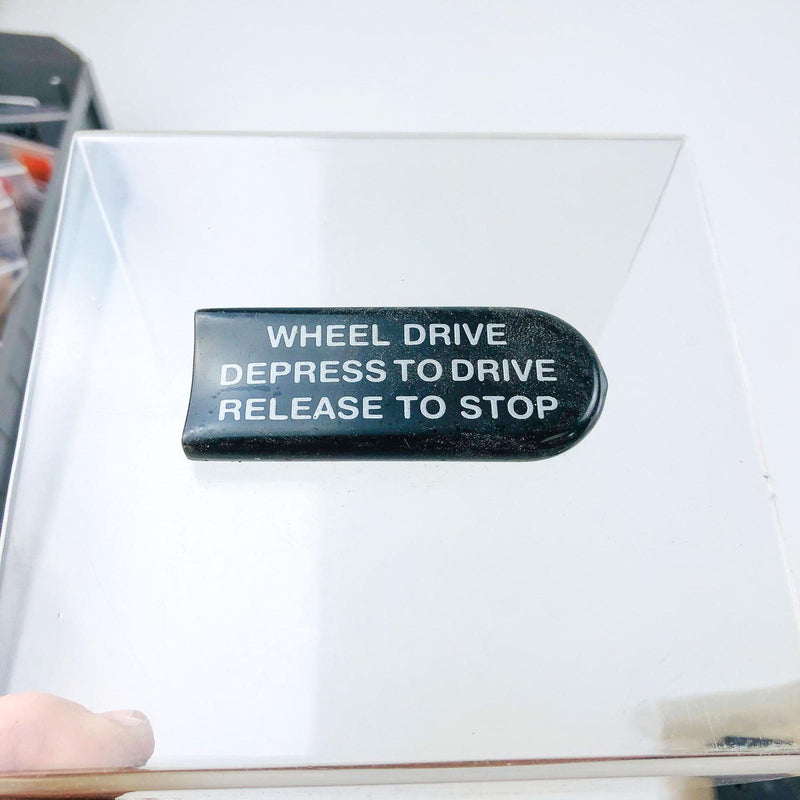 WHEEL DRIVE
DEPRESS TO DRIVE
RELEASE TO STOP